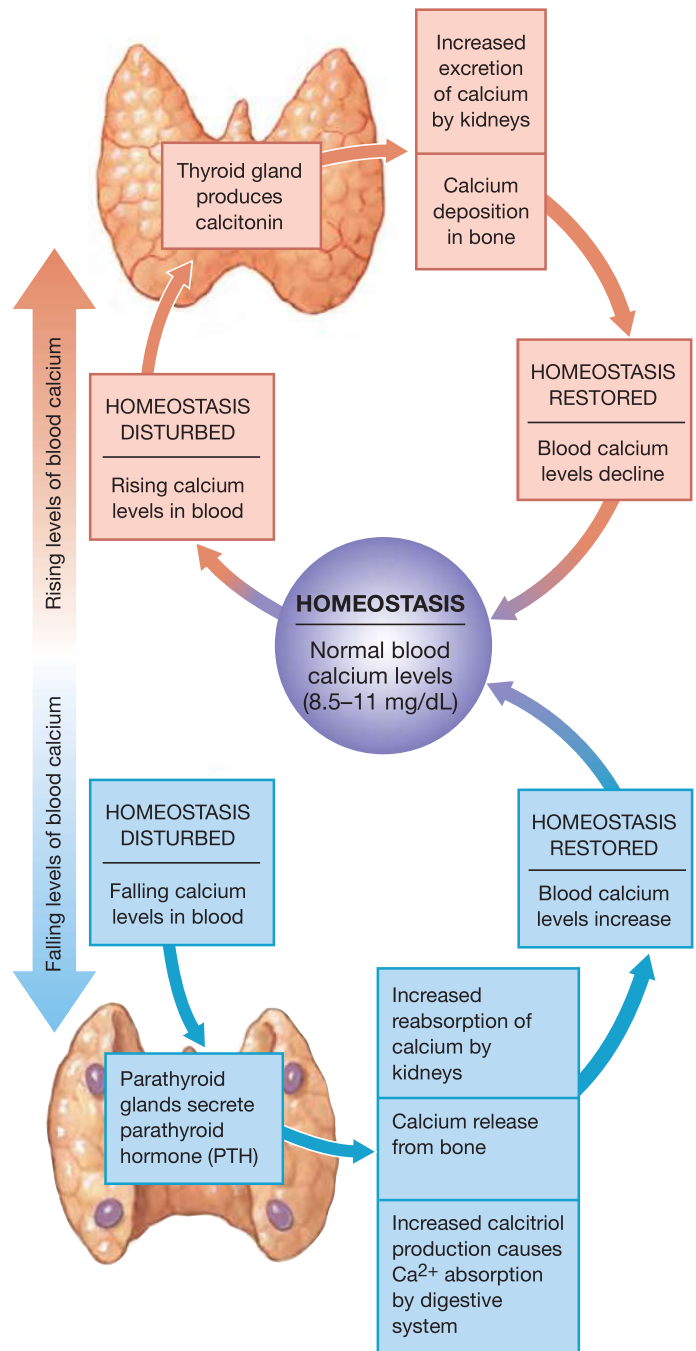 Increased
excretion
of calcium
by kidneys
Thyroid gland
produces
calcitonin
Calcium
deposition
in bone
Rising levels of blood calcium
HOMEOSTASIS
DISTURBED
Rising calcium
levels in blood
HOMEOSTASIS
RESTORED
Blood calcium
levels decline
HOMEOSTASIS
Normal blood
calcium levels
(8.5–11 mg/dL)
Falling levels of blood calcium
HOMEOSTASIS
DISTURBED
Falling calcium
levels in blood
HOMEOSTASIS
RESTORED
Blood calcium
levels increase
Parathyroid
glands secrete
parathyroid
hormone (PTH)
Increased
reabsorption of
calcium by
kidneys
Calcium release
from bone
Increased calcitriol
production causes
Ca2+ absorption
by digestive
system